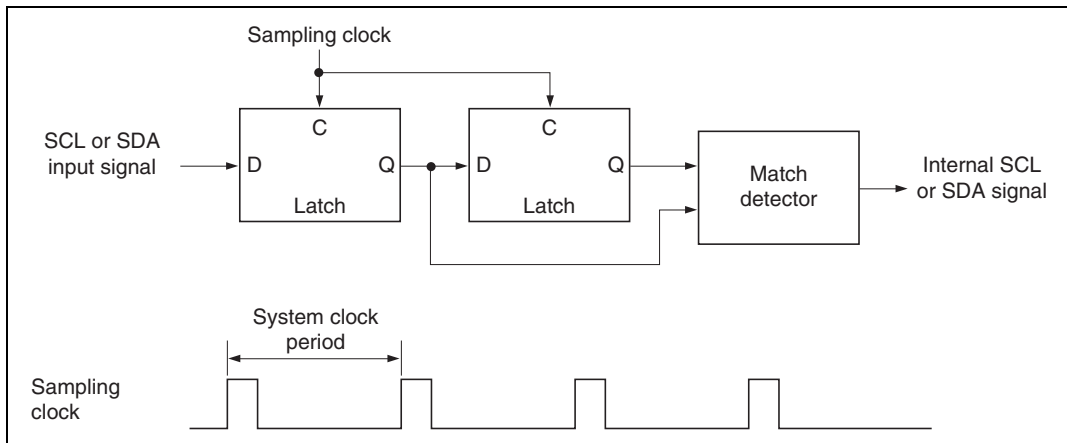 Sampling clock
SCL or SDA
input signal
C
D
Q
Latch
C
D
Q
Latch
Match
detector
Internal SCL
or SDA signal
System clock
period
Sampling
clock